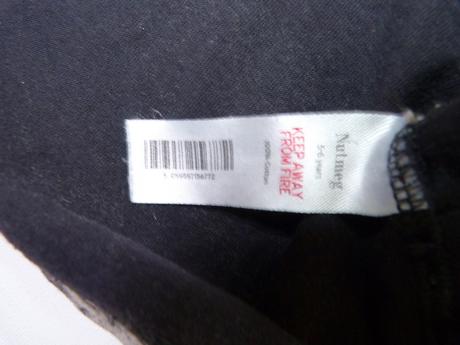 Nutmeg
5-6 years
KEEP AWAY
FROM FIRE
100% Cotton